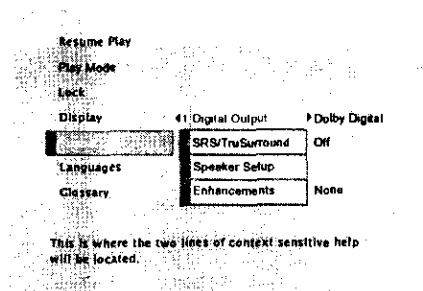 Resume Play
Play Mode
Lock
Display
1 Digital Output
Dolby Digital
SRS/TruSurround
Off
Speaker Setup
Languages
Glossary
Enhancements
None
This is where the two lines of context sensitive help
will be located.